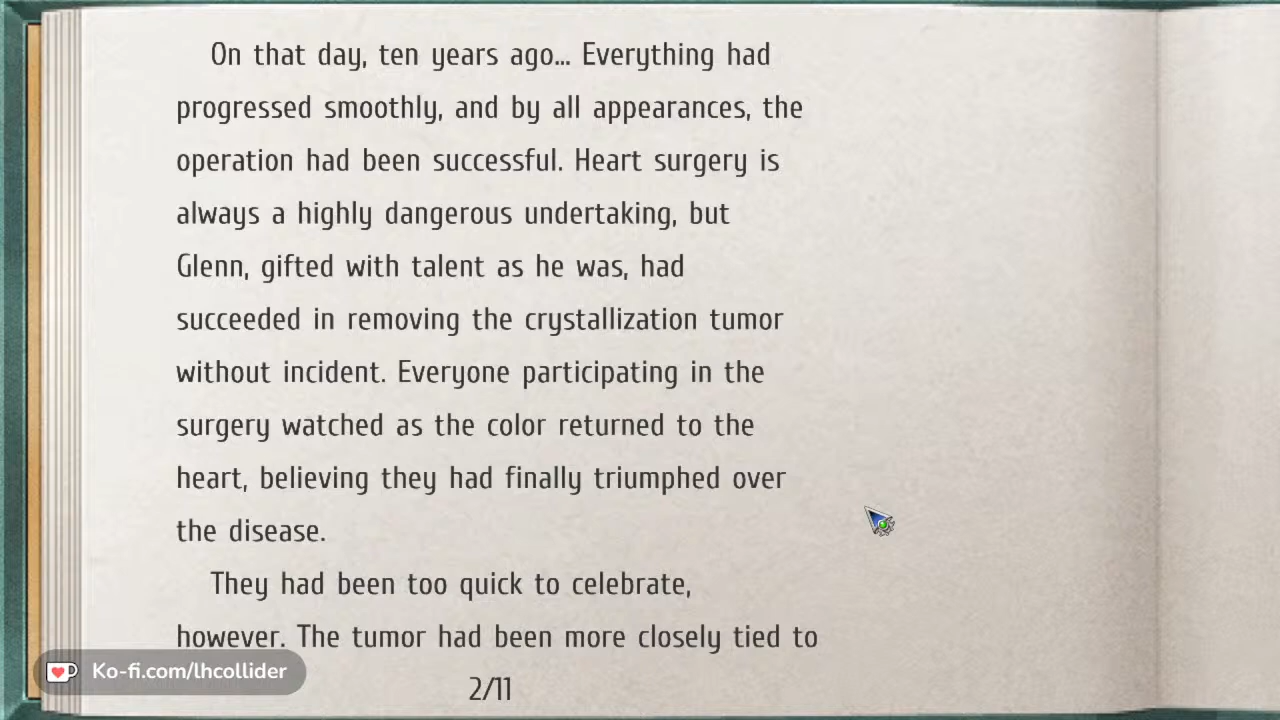 On that day, ten years ago... Everything had
progressed smoothly, and by all appearances, the
operation had been successful. Heart surgery is
always a highly dangerous undertaking, but
Glenn, gifted with talent as he was, had
succeeded in removing the crystallization tumor
without incident. Everyone participating in the
surgery watched as the color returned to the
heart, believing they had finally triumphed over
the disease.
They had been too quick to celebrate,
however. The tumor had been more closely tied to
Ko-fi.com/lhcollider
2/11